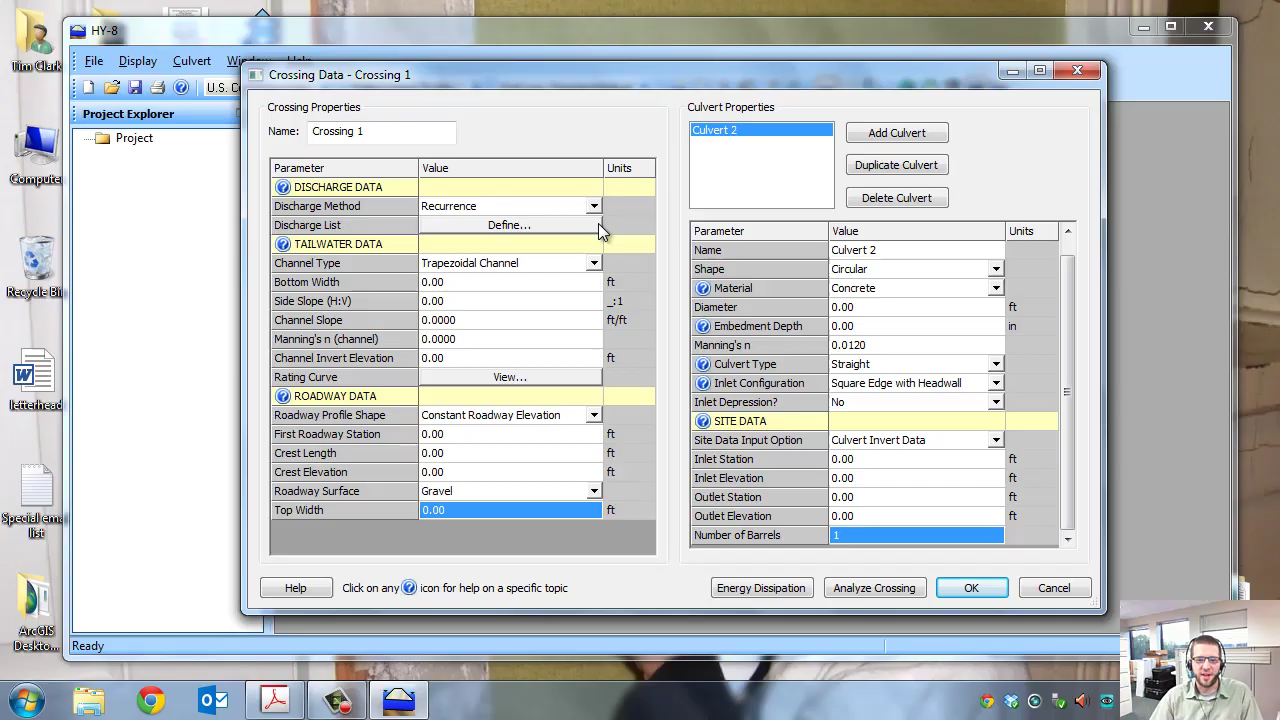 HY-8
File Display Culvert Window Help
U.S. C
Project Explorer
Project
Ready
Tim Clark
Computer
Recycle Bin
letterhead
Special ema
list
ArcGIS
Deskto...
Crossing Data - Crossing 1
Crossing Properties
Name: Crossing 1
Parameter Value Units
DISCHARGE DATA
Discharge Method Recurrence
Discharge List Define...
TAILWATER DATA
Channel Type Trapezoidal Channel
Bottom Width 0.00 ft
Side Slope (H:V) 0.00 _:1
Channel Slope 0.0000 ft/ft
Manning's n (channel) 0.0000
Channel Invert Elevation 0.00 ft
Rating Curve View...
ROADWAY DATA
Roadway Profile Shape Constant Roadway Elevation
First Roadway Station 0.00 ft
Crest Length 0.00 ft
Crest Elevation 0.00 ft
Roadway Surface Gravel
Top Width 0.00 ft
Culvert Properties
Culvert 2
Add Culvert
Duplicate Culvert
Delete Culvert
Parameter Value Units
Name Culvert 2
Shape Circular
Material Concrete
Diameter 0.00 ft
Embedment Depth 0.00 in
Manning's n 0.0120
Culvert Type Straight
Inlet Configuration Square Edge with Headwall
Inlet Depression? No
SITE DATA
Site Data Input Option Culvert Invert Data
Inlet Station 0.00 ft
Inlet Elevation 0.00 ft
Outlet Station 0.00 ft
Outlet Elevation 0.00 ft
Number of Barrels 1
Help Click on any ? icon for help on a specific topic
Energy Dissipation Analyze Crossing OK Cancel